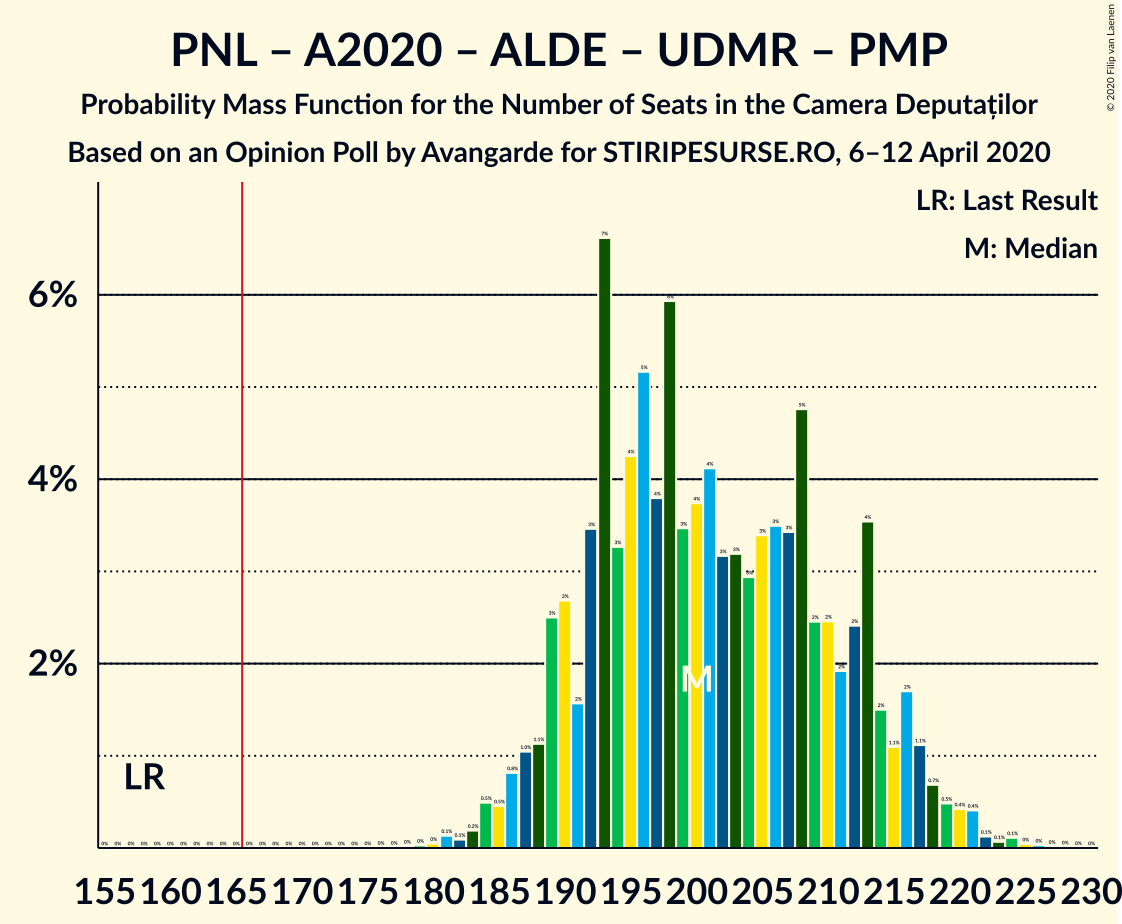 PNL – A2020 – ALDE – UDMR – PMP
Probability Mass Function for the Number of Seats in the Camera Deputaților
Based on an Opinion Poll by Avangarde for STIRIPESURSE.RO, 6–12 April 2020
© 2020 Filip van Laenen
LR: Last Result
M: Median
6%
4%
2%
LR
M
155 160 165 170 175 180 185 190 195 200 205 210 215 220 225 230